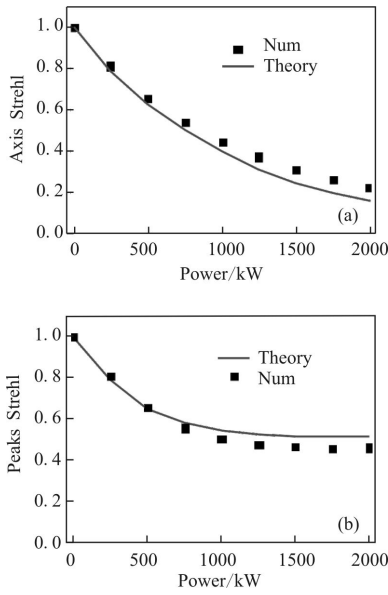 1. 0
0. 8
0. 6
0. 4
0. 2
0. 0
Axis Strehl
Num
Theory
(a)
0
500
1000
1500
2000
Power/kW
1. 0
0. 8
0. 6
0. 4
0. 2
0. 0
Peaks Strehl
Theory
Num
(b)
0
500
1000
1500
2000
Power/kW